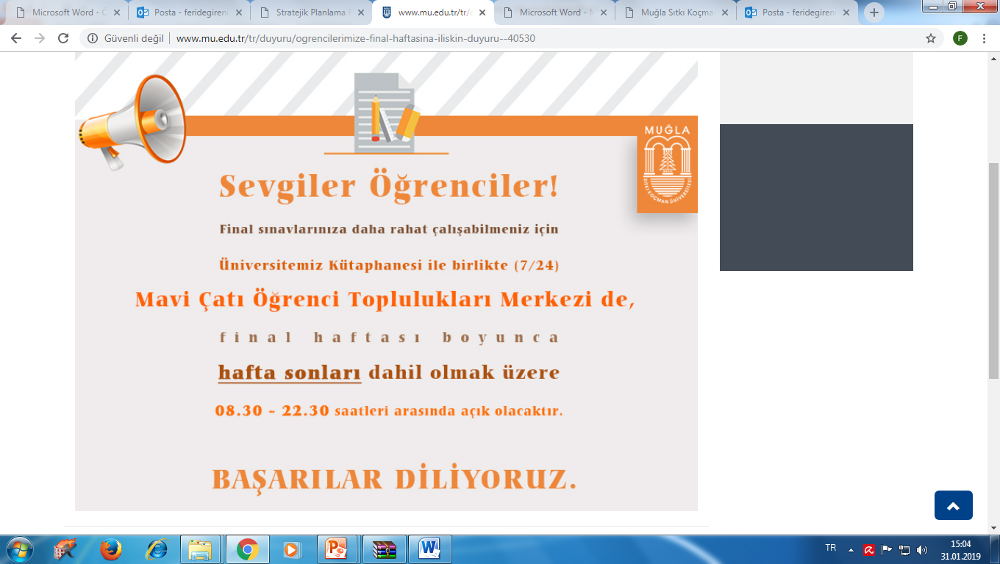 Microsoft Word - Ö
Posta - feridegireni
Stratejik Planlama E
www.mu.edu.tr/tr/d
Microsoft Word - M
Muğla Sıtkı Koçma
Posta - feridegireni
Güvenli değil
www.mu.edu.tr/tr/duyuru/ogrencilerimize-final-haftasina-iliskin-duyuru--40530
F
MUĞLA
SITKI KOÇMAN ÜNİVERSİTESİ
Sevgiler Öğrenciler!
Final sınavlarınıza daha rahat çalışabilmeniz için
Üniversitemiz Kütaphanesi ile birlikte (7/24)
Mavi Çatı Öğrenci Toplulukları Merkezi de,
final haftası boyunca
hafta sonları dahil olmak üzere
08.30 - 22.30 saatleri arasında açık olacaktır.
BAŞARILAR DİLİYORUZ.
TR
15:04
31.01.2019